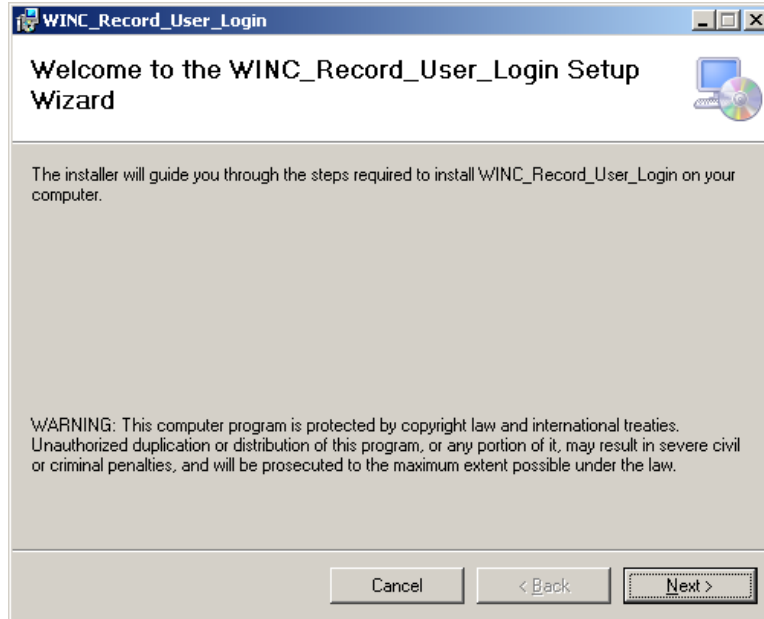 WINC_Record_User_Login
Welcome to the WINC_Record_User_Login Setup
Wizard
The installer will guide you through the steps required to install WINC_Record_User_Login on your
computer.
WARNING: This computer program is protected by copyright law and international treaties.
Unauthorized duplication or distribution of this program, or any portion of it, may result in severe civil
or criminal penalties, and will be prosecuted to the maximum extent possible under the law.
Cancel < Back Next >